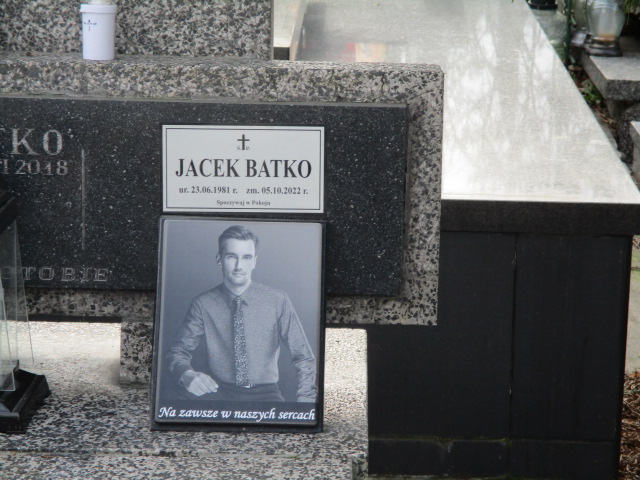 TKO
I 2018
TOBIE
JACEK BATKO
ur. 23.06.1981 r. zm. 05.10.2022 r.
Spoczywaj w Pokoju
Na zawsze w naszych sercach